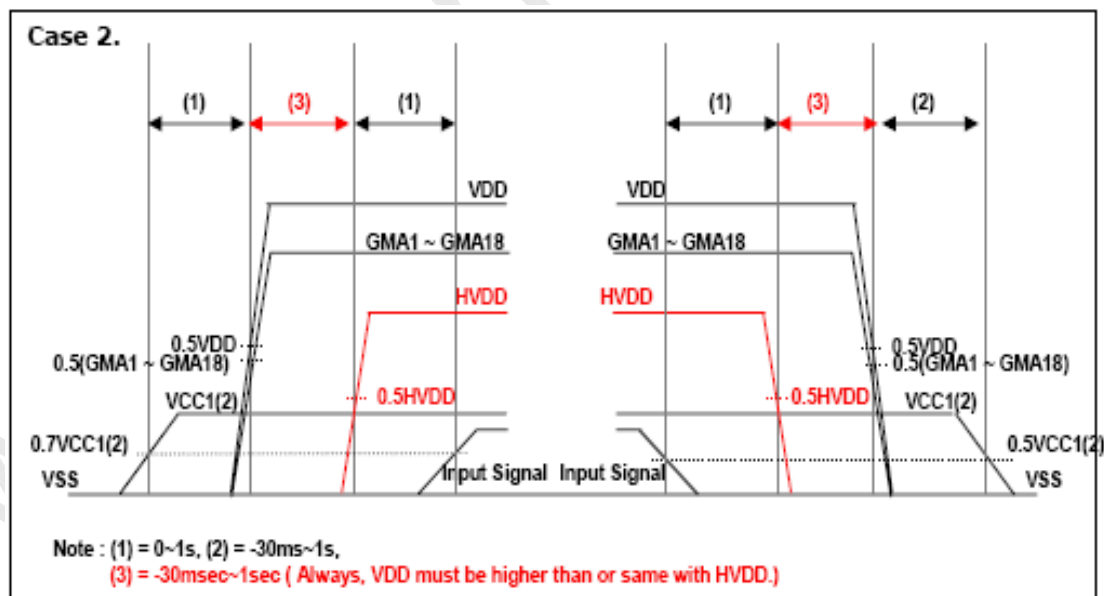 Case 2.
(1) (3) (1) (1) (3) (2)
VDD VDD
GMA1 ~ GMA18 GMA1 ~ GMA18
HVDD HVDD
0.5VDD 0.5VDD
0.5(GMA1 ~ GMA18) 0.5(GMA1 ~ GMA18)
0.5HVDD 0.5HVDD
VCC1(2) VCC1(2)
0.7VCC1(2) 0.5VCC1(2)
VSS Input Signal Input Signal VSS
Note : (1) = 0~1s, (2) = -30ms~1s,
(3) = -30msec~1sec ( Always, VDD must be higher than or same with HVDD.)